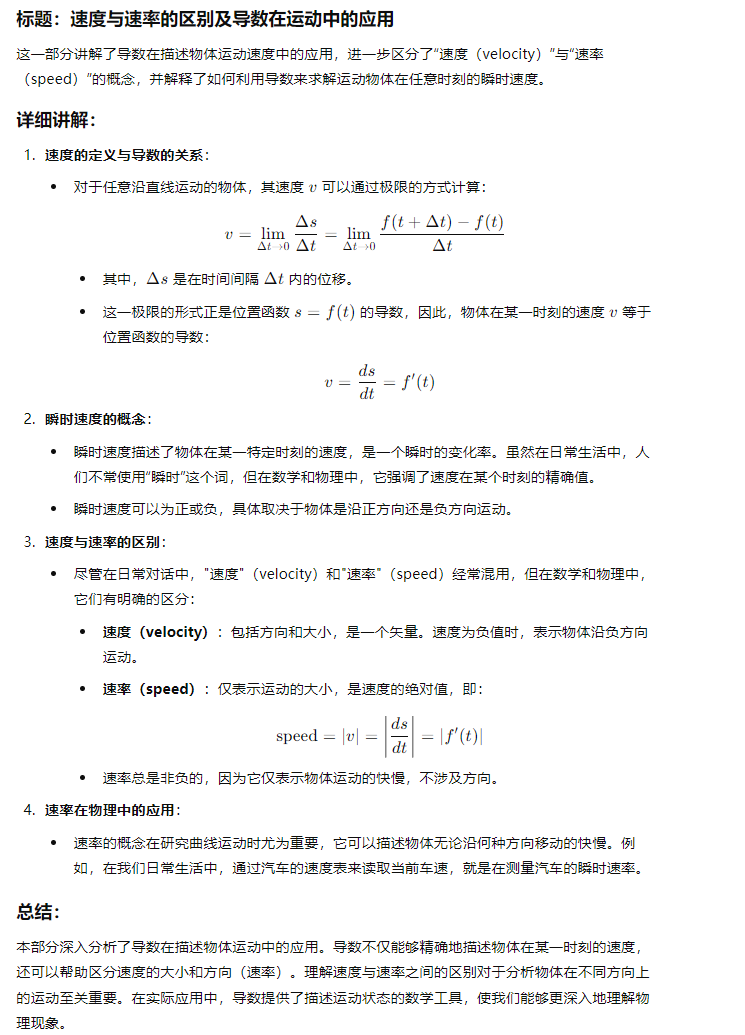 标题：速度与速率的区别及导数在运动中的应用
这一部分讲解了导数在描述物体运动速度中的应用，进一步区分了“速度（velocity）”与“速率
（speed）”的概念，并解释了如何利用导数来求解运动物体在任意时刻的瞬时速度。
详细讲解：
1. 速度的定义与导数的关系：
• 对于任意沿直线运动的物体，其速度 v 可以通过极限的方式计算：
v = lim_{Δt→0} Δs/Δt = lim_{Δt→0} (f(t + Δt) − f(t))/Δt
• 其中，Δs 是在时间间隔 Δt 内的位移。
• 这一极限的形式正是位置函数 s = f(t) 的导数，因此，物体在某一时刻的速度 v 等于
位置函数的导数：
v = ds/dt = f′(t)
2. 瞬时速度的概念：
• 瞬时速度描述了物体在某一特定时刻的速度，是一个瞬时的变化率。虽然在日常生活中，人
们不常使用“瞬时”这个词，但在数学和物理中，它强调了速度在某个时刻的精确值。
• 瞬时速度可以为正或负，具体取决于物体是沿正方向还是负方向运动。
3. 速度与速率的区别：
• 尽管在日常对话中，"速度"（velocity）和"速率"（speed）经常混用，但在数学和物理中，
它们有明确的区分：
• 速度（velocity）：包括方向和大小，是一个矢量。速度为负值时，表示物体沿负方向
运动。
• 速率（speed）：仅表示运动的大小，是速度的绝对值，即：
speed = |v| = |ds/dt| = |f′(t)|
• 速率总是非负的，因为它仅表示物体运动的快慢，不涉及方向。
4. 速率在物理中的应用：
• 速率的概念在研究曲线运动时尤为重要，它可以描述物体无论沿何种方向移动的快慢。例
如，在我们日常生活中，通过汽车的速度表来读取当前车速，就是在测量汽车的瞬时速率。
总结：
本部分深入分析了导数在描述物体运动中的应用。导数不仅能够精确地描述物体在某一时刻的速度，
还可以帮助区分速度的大小和方向（速率）。理解速度与速率之间的区别对于分析物体在不同方向上
的运动至关重要。在实际应用中，导数提供了描述运动状态的数学工具，使我们能够更深入地理解物
理现象。